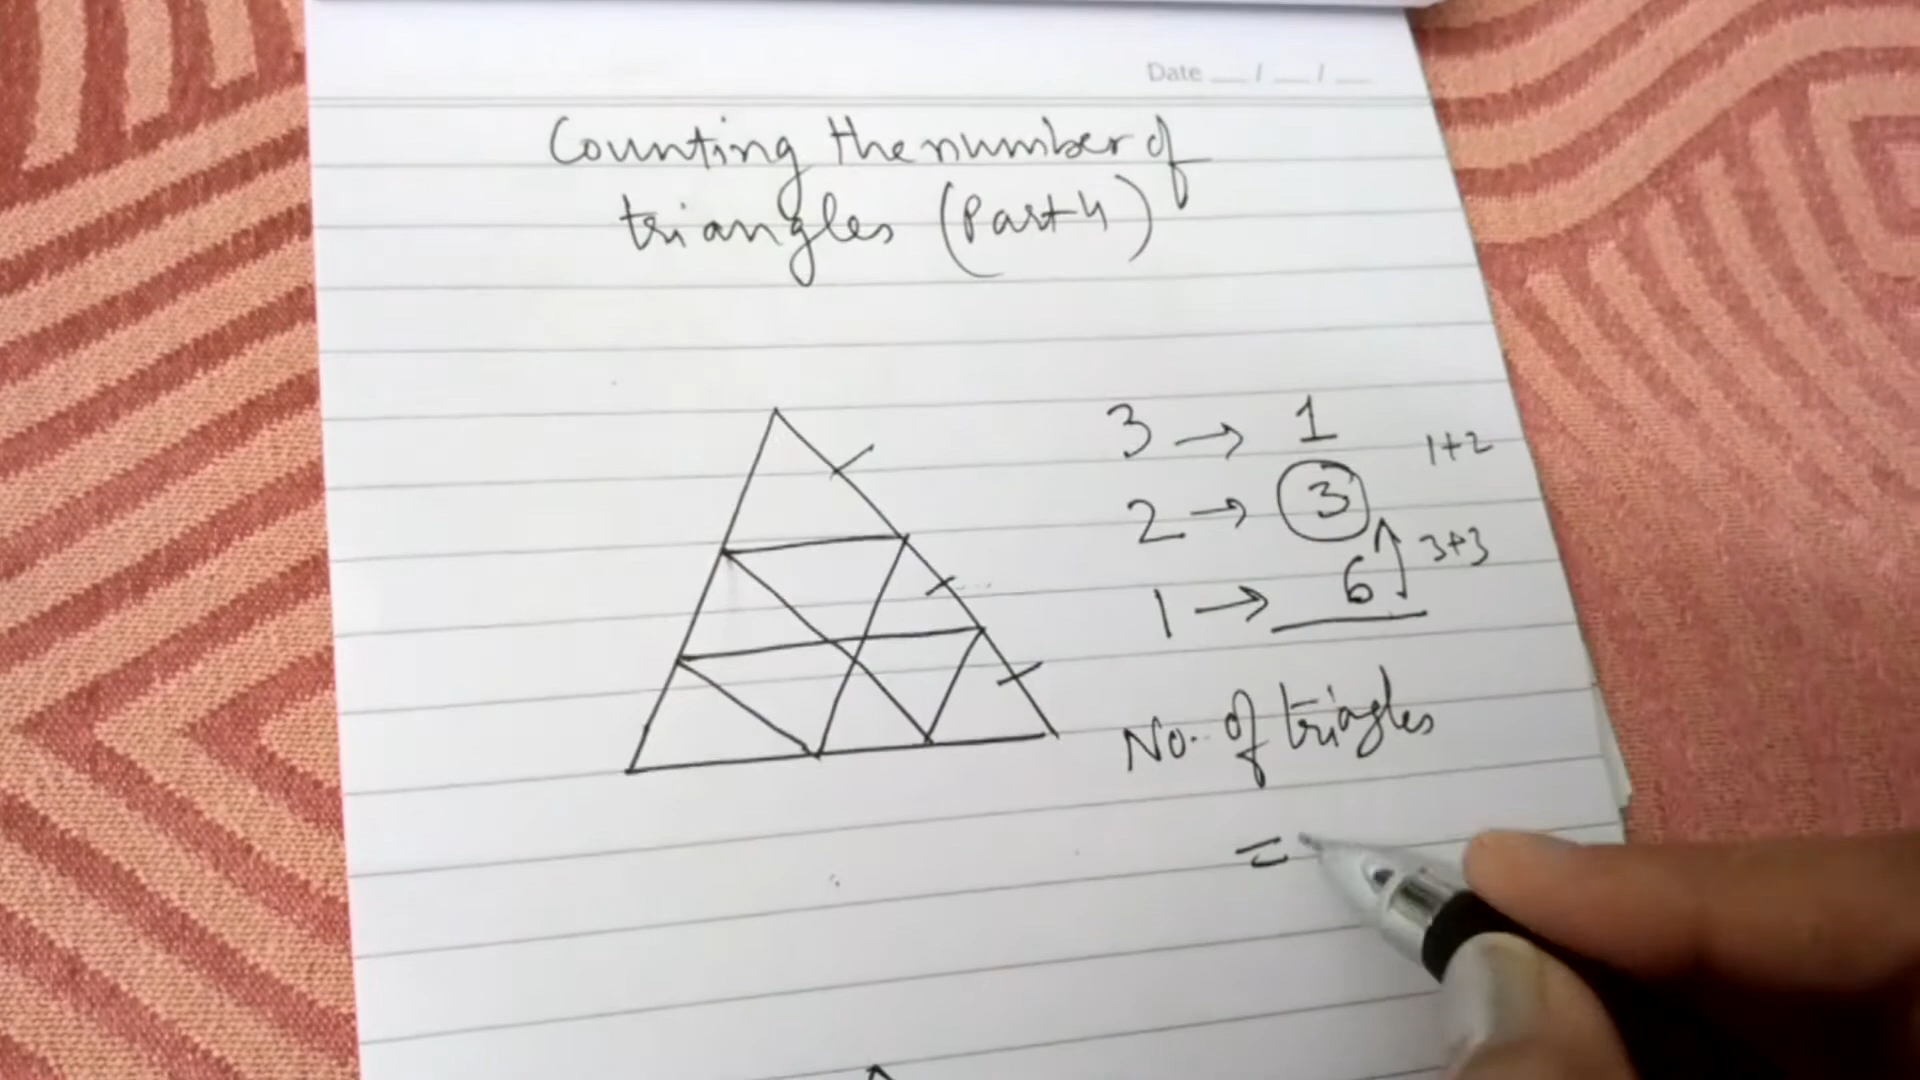 Date __/__/__
Counting the number of
triangles (Part 4)
3 → 1
1+2
2 → 3
3+3
1 → 6
No. of triagles
=